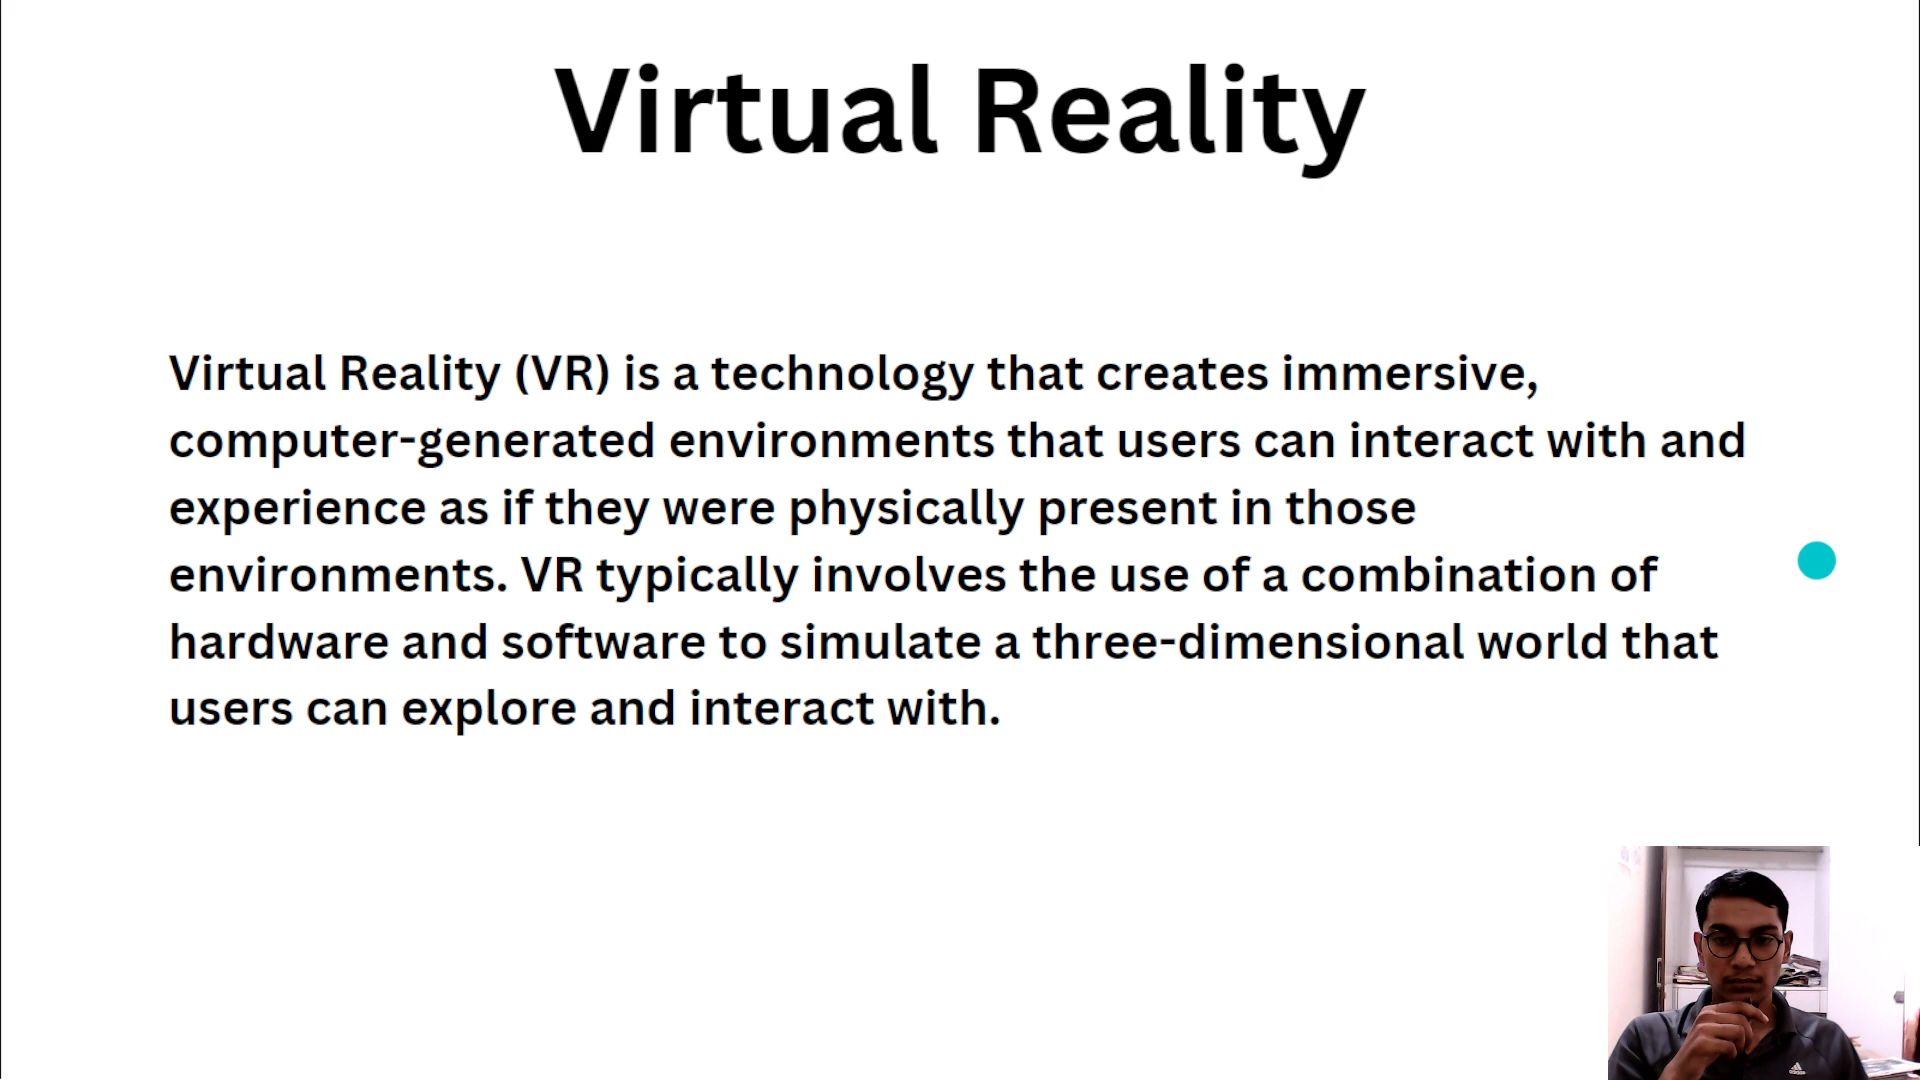 Virtual Reality
Virtual Reality (VR) is a technology that creates immersive,
computer-generated environments that users can interact with and
experience as if they were physically present in those
environments. VR typically involves the use of a combination of
hardware and software to simulate a three-dimensional world that
users can explore and interact with.